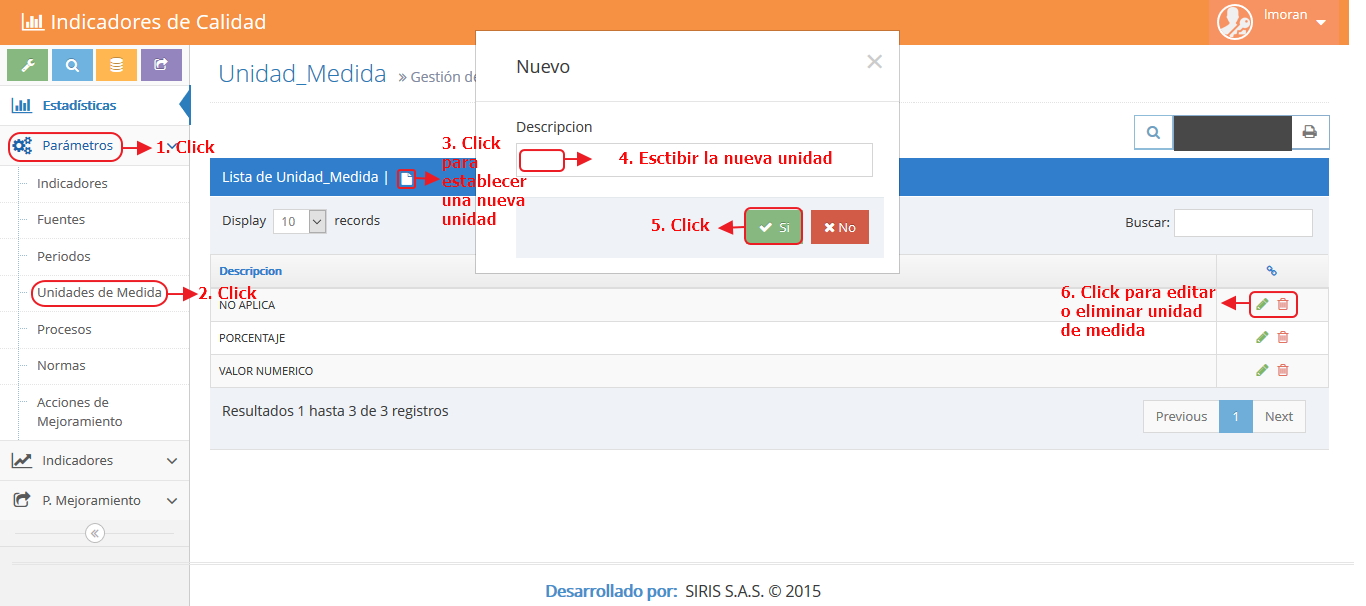 Indicadores de Calidad
lmoran
Unidad_Medida » Gestión de
Estadísticas
Parámetros
1. Click
Indicadores
Fuentes
Periodos
Unidades de Medida
2. Click
Procesos
Normas
Acciones de
Mejoramiento
Indicadores
P. Mejoramiento
Nuevo
Descripcion
4. Esctibir la nueva unidad
3. Click
para
establecer
una nueva
unidad
5. Click
Si
No
Lista de Unidad_Medida |
Display 10 records
Buscar:
Descripcion
NO APLICA
PORCENTAJE
VALOR NUMERICO
6. Click para editar
o eliminar unidad
de medida
Resultados 1 hasta 3 de 3 registros
Previous 1 Next
Desarrollado por: SIRIS S.A.S. © 2015